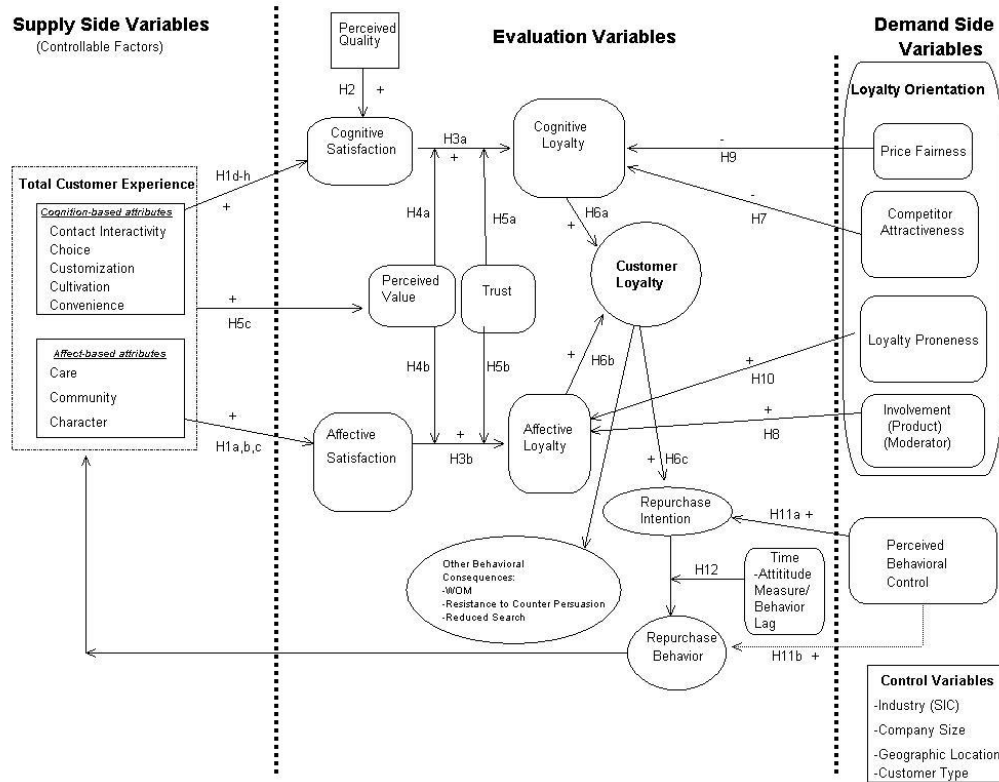 Supply Side Variables
(Controllable Factors)
Total Customer Experience
Cognition-based attributes
Contact Interactivity
Choice
Customization
Cultivation
Convenience
Affect-based attributes
Care
Community
Character
H1d-h
+
+
H5c
+
H1a,b,c
Evaluation Variables
Perceived
Quality
H2
+
Cognitive
Satisfaction
H3a
+
Cognitive
Loyalty
H4a
H5a
H6a
+
Perceived
Value
Trust
Customer
Loyalty
H4b
H5b
+
H6b
Affective
Satisfaction
+
H3b
Affective
Loyalty
+
H6c
Repurchase
Intention
Other Behavioral
Consequences:
-WOM
-Resistance to Counter Persuasion
-Reduced Search
H12
Time
-Attititude
Measure/
Behavior
Lag
Repurchase
Behavior
Demand Side
Variables
Loyalty Orientation
Price Fairness
-
H9
Competitor
Attractiveness
-
H7
Loyalty Proneness
+
H10
Involvement
(Product)
(Moderator)
+
H8
H11a +
Perceived
Behavioral
Control
H11b +
Control Variables
-Industry (SIC)
-Company Size
-Geographic Location
-Customer Type